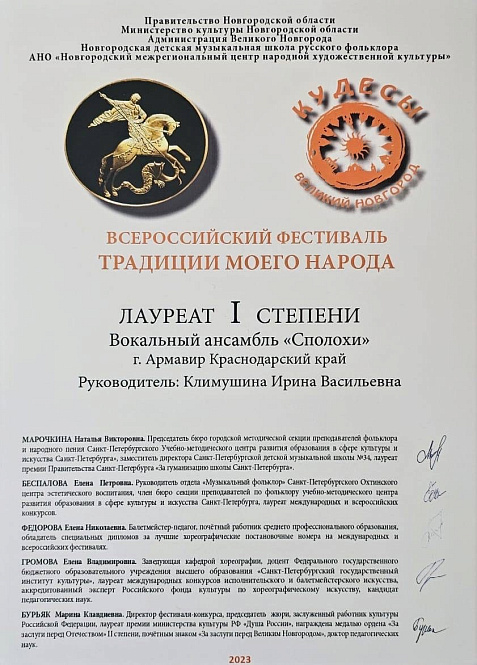 Правительство Новгородской области
Министерство культуры Новгородской области
Администрация Великого Новгорода
Новгородская детская музыкальная школа русского фольклора
АНО «Новгородский межрегиональный центр народной художественной культуры»
КУДЕСЫ
ВЕЛИКИЙ НОВГОРОД
ВСЕРОССИЙСКИЙ ФЕСТИВАЛЬ
ТРАДИЦИИ МОЕГО НАРОДА
ЛАУРЕАТ I СТЕПЕНИ
Вокальный ансамбль «Сполохи»
г. Армавир Краснодарский край
Руководитель: Климушина Ирина Васильевна
МАРОЧКИНА Наталья Викторовна. Председатель бюро городской методической секции преподавателей фольклора
и народного пения Санкт-Петербургского Учебно-методического центра развития образования в сфере культуры и
искусства Санкт-Петербурга», заместитель директора Санкт-Петербургской детской музыкальной школы №34, лауреат
премии Правительства Санкт-Петербурга «За гуманизацию школы Санкт-Петербурга».
БЕСПАЛОВА Елена Петровна. Руководитель отдела «Музыкальный фольклор» Санкт-Петербургского Охтинского
центра эстетического воспитания, член бюро секции преподавателей по фольклору учебно-методического центра
развития образования в сфере культуры и искусства Санкт-Петербурга, лауреат международных и всероссийских
конкурсов.
ФЕДОРОВА Елена Николаевна. Балетмейстер-педагог, почётный работник среднего профессионального образования,
обладитель специальных дипломов за лучшие хореографические постановочные номера на международных и
всероссийских фестивалях.
ГРОМОВА Елена Владимировна. Заведующая кафедрой хореографии, доцент Федерального государственного
бюджетного образовательного учреждения высшего образования «Санкт-Петербургский государственный
институт культуры», лауреат международных конкурсов исполнительского и балетмейстерского искусства,
аккредитованный эксперт Российского фонда культуры по хореографическому искусству, кандидат
педагогических наук.
БУРЬЯК Марина Клавдиевна. Директор фестиваля-конкурса, председатель жюри, заслуженный работник культуры
Российской Федерации, лауреат премии министерства культуры РФ «Душа России», награждена медалью ордена «За
заслуги перед Отечеством» II степени, почётным знаком «За заслуги перед Великим Новгородом», доктор педагогических
наук.
2023